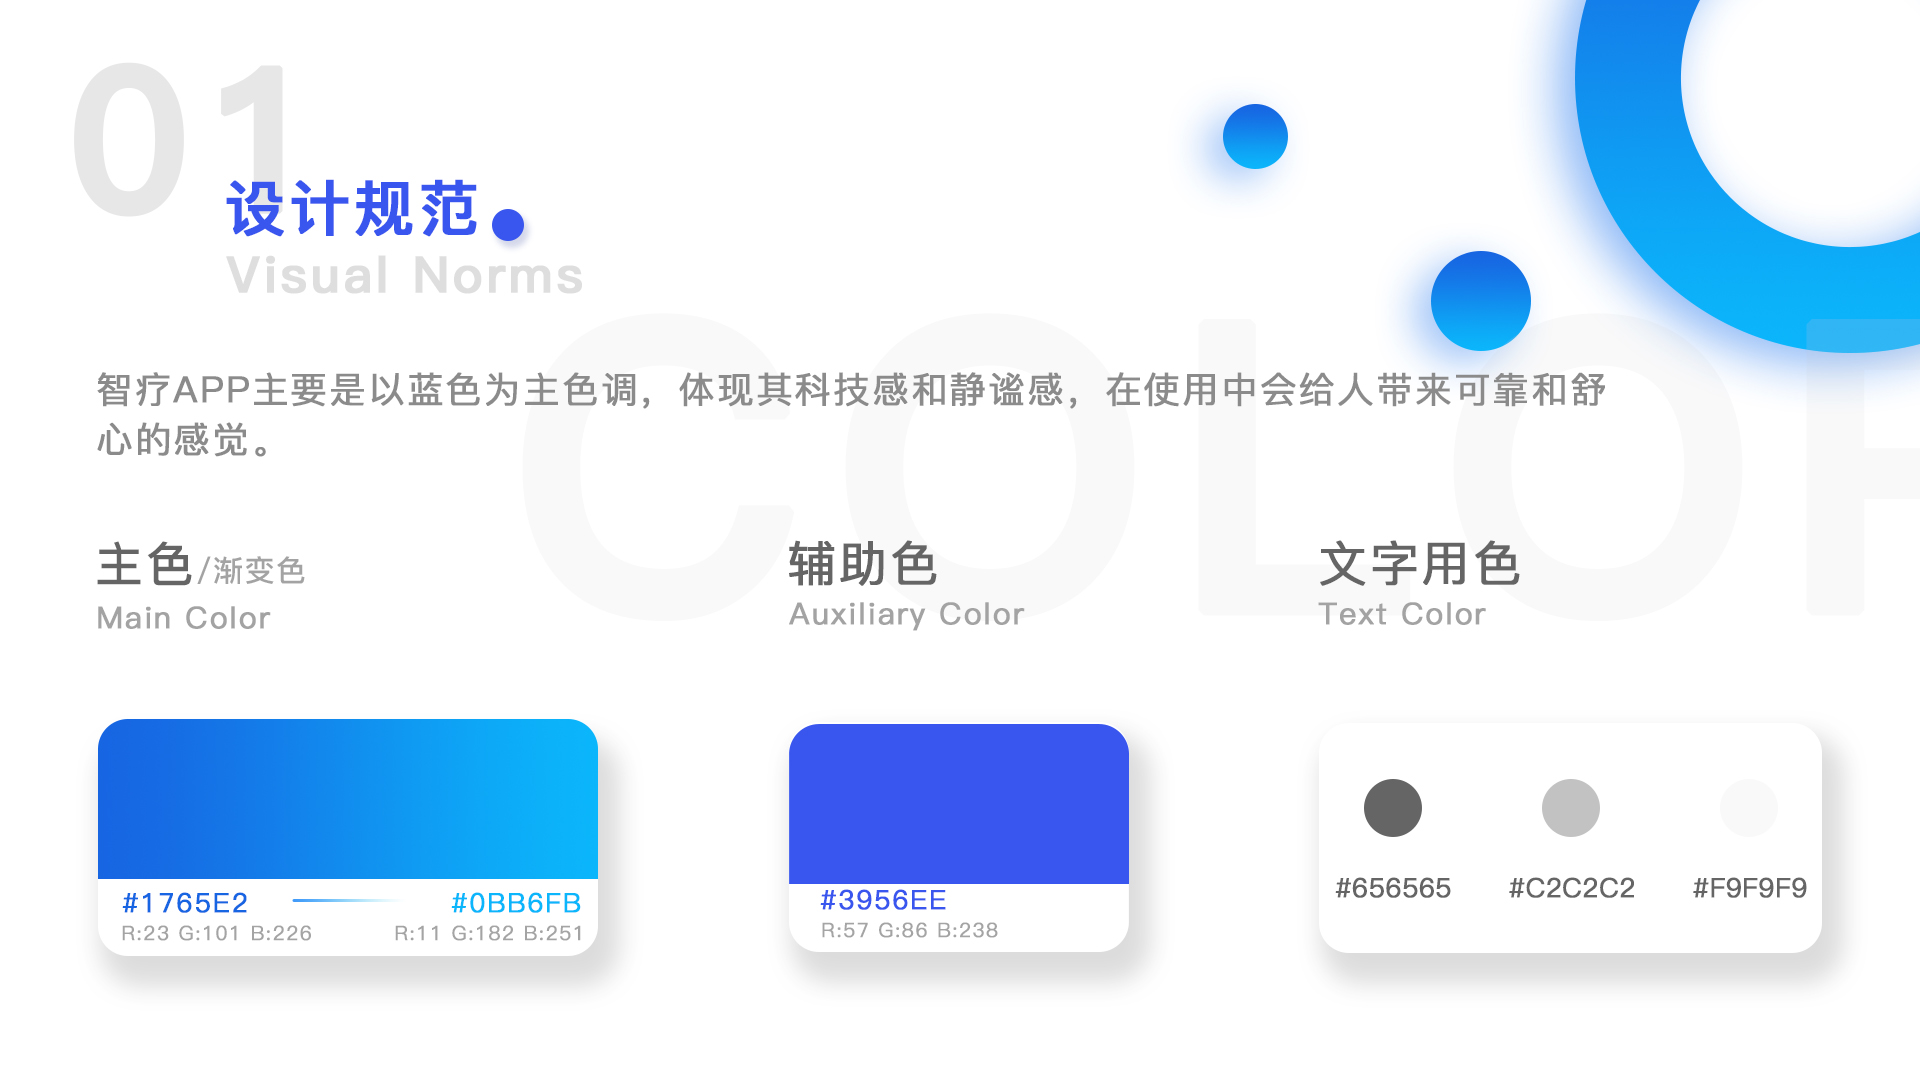 01
设计规范
Visual Norms
COLOR
智疗APP主要是以蓝色为主色调，体现其科技感和静谧感，在使用中会给人带来可靠和舒
心的感觉。
主色/渐变色
Main Color
辅助色
Auxiliary Color
文字用色
Text Color
#1765E2 #0BB6FB
R:23 G:101 B:226 R:11 G:182 B:251
#3956EE
R:57 G:86 B:238
#656565 #C2C2C2 #F9F9F9